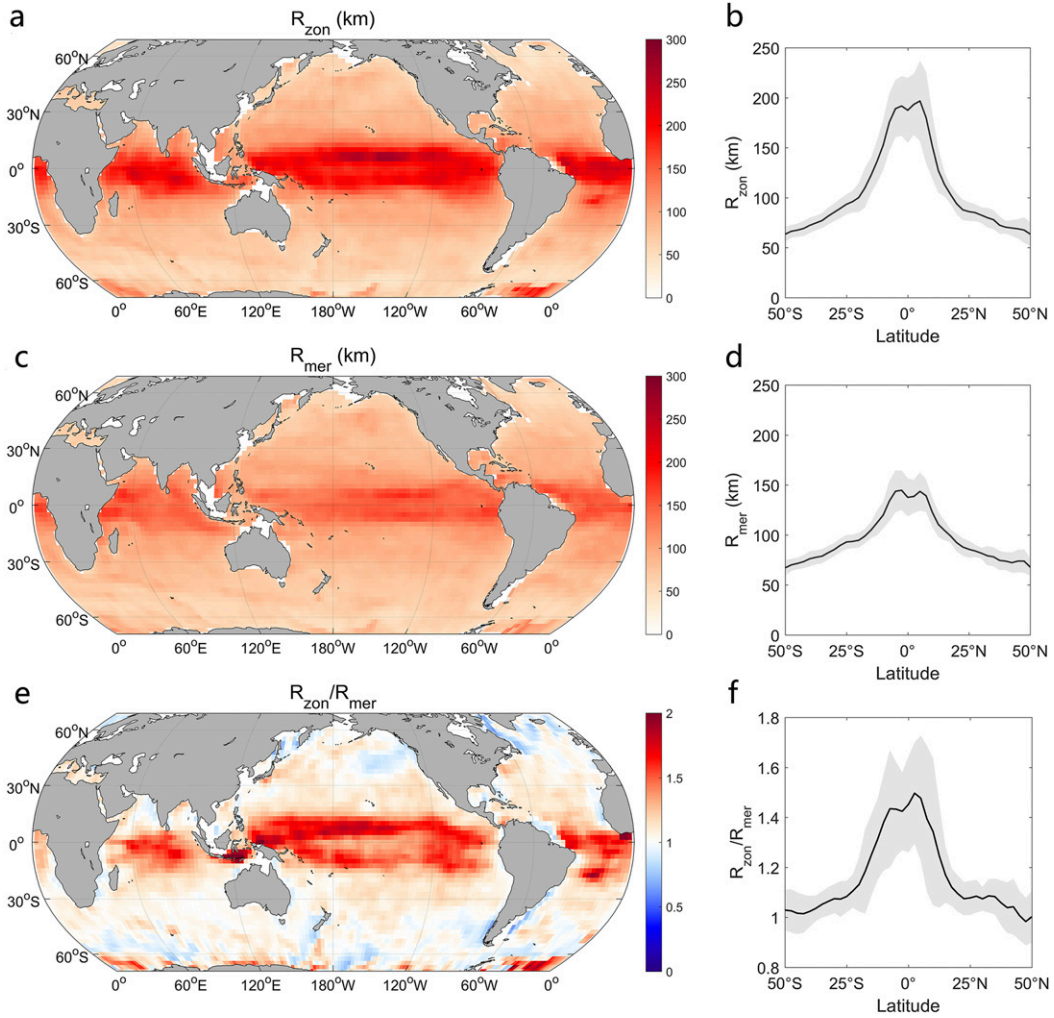 a
R_zon (km)
60°N
30°N
0°
30°S
60°S
0° 60°E 120°E 180°W 120°W 60°W 0°
300
250
200
150
100
50
0
b
250
200
150
100
50
0
R_zon (km)
50°S 25°S 0° 25°N 50°N
Latitude
c
R_mer (km)
60°N
30°N
0°
30°S
60°S
0° 60°E 120°E 180°W 120°W 60°W 0°
300
250
200
150
100
50
0
d
250
200
150
100
50
0
R_mer (km)
50°S 25°S 0° 25°N 50°N
Latitude
e
R_zon/R_mer
60°N
30°N
0°
30°S
60°S
0° 60°E 120°E 180°W 120°W 60°W 0°
2
1.5
1
0.5
0
f
1.8
1.6
1.4
1.2
1
0.8
R_zon/R_mer
50°S 25°S 0° 25°N 50°N
Latitude